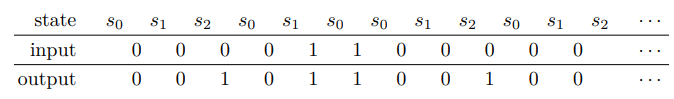 state s₀ s₁ s₂ s₀ s₁ s₀ s₀ s₁ s₂ s₀ s₁ s₂ ⋯
input 0 0 0 0 1 1 0 0 0 0 0 ⋯
output 0 0 1 0 1 1 0 0 1 0 0 ⋯